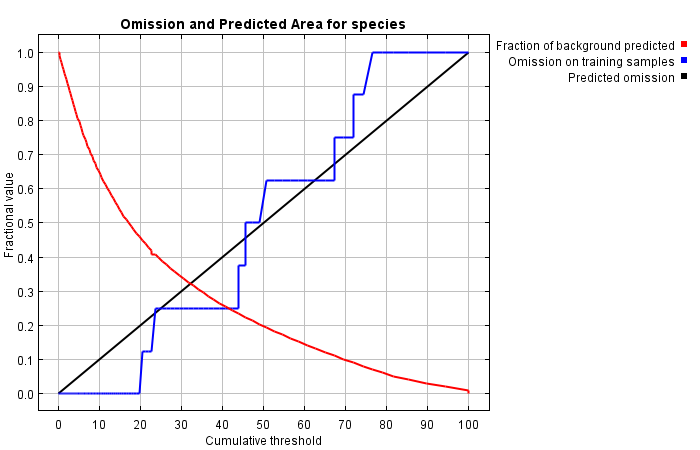 Omission and Predicted Area for species
Fraction of background predicted
Omission on training samples
Predicted omission
Fractional value
1.0
0.9
0.8
0.7
0.6
0.5
0.4
0.3
0.2
0.1
0.0
0 10 20 30 40 50 60 70 80 90 100
Cumulative threshold